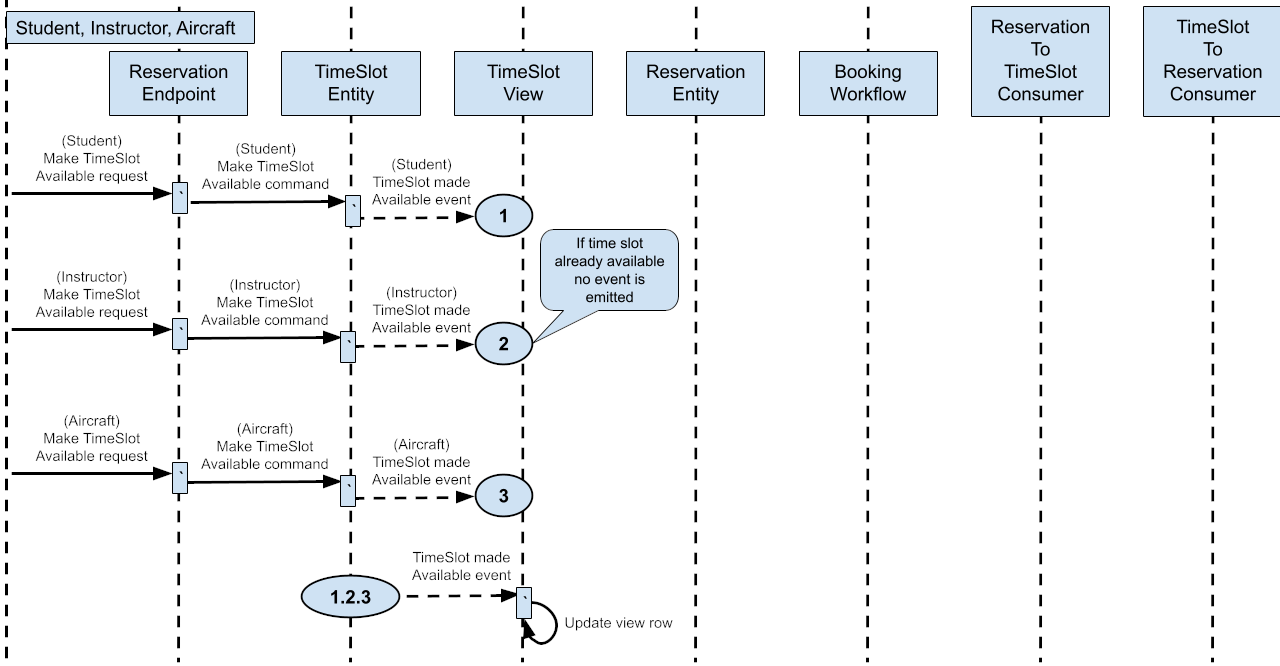 Student, Instructor, Aircraft
Reservation
Endpoint
TimeSlot
Entity
TimeSlot
View
Reservation
Entity
Booking
Workflow
Reservation
To
TimeSlot
Consumer
TimeSlot
To
Reservation
Consumer
(Student)
Make TimeSlot
Available request
`
(Student)
Make TimeSlot
Available command
`
(Student)
TimeSlot made
Available event
1
If time slot
already available
no event is
emitted
(Instructor)
Make TimeSlot
Available request
`
(Instructor)
Make TimeSlot
Available command
`
(Instructor)
TimeSlot made
Available event
2
(Aircraft)
Make TimeSlot
Available request
`
(Aircraft)
Make TimeSlot
Available command
`
(Aircraft)
TimeSlot made
Available event
3
1.2.3
TimeSlot made
Available event
`
Update view row